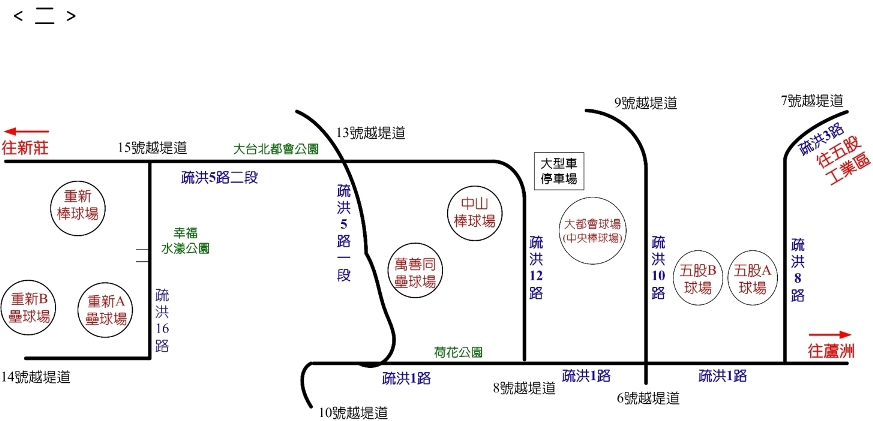 < 二 >
7號越堤道
9號越堤道
13號越堤道
15號越堤道
往新莊
大台北都會公園
疏洪3路
往五股
工業區
大型車
停車場
疏洪5路二段
重新
棒球場
疏洪5路一段
中山
棒球場
大都會球場
(中央棒球場)
幸福
水漾公園
疏洪12路
疏洪10路
疏洪8路
萬善同
壘球場
五股B
球場
五股A
球場
重新B
壘球場
重新A
壘球場
疏洪16路
荷花公園
往蘆洲
14號越堤道
疏洪1路
8號越堤道
疏洪1路
疏洪1路
6號越堤道
10號越堤道